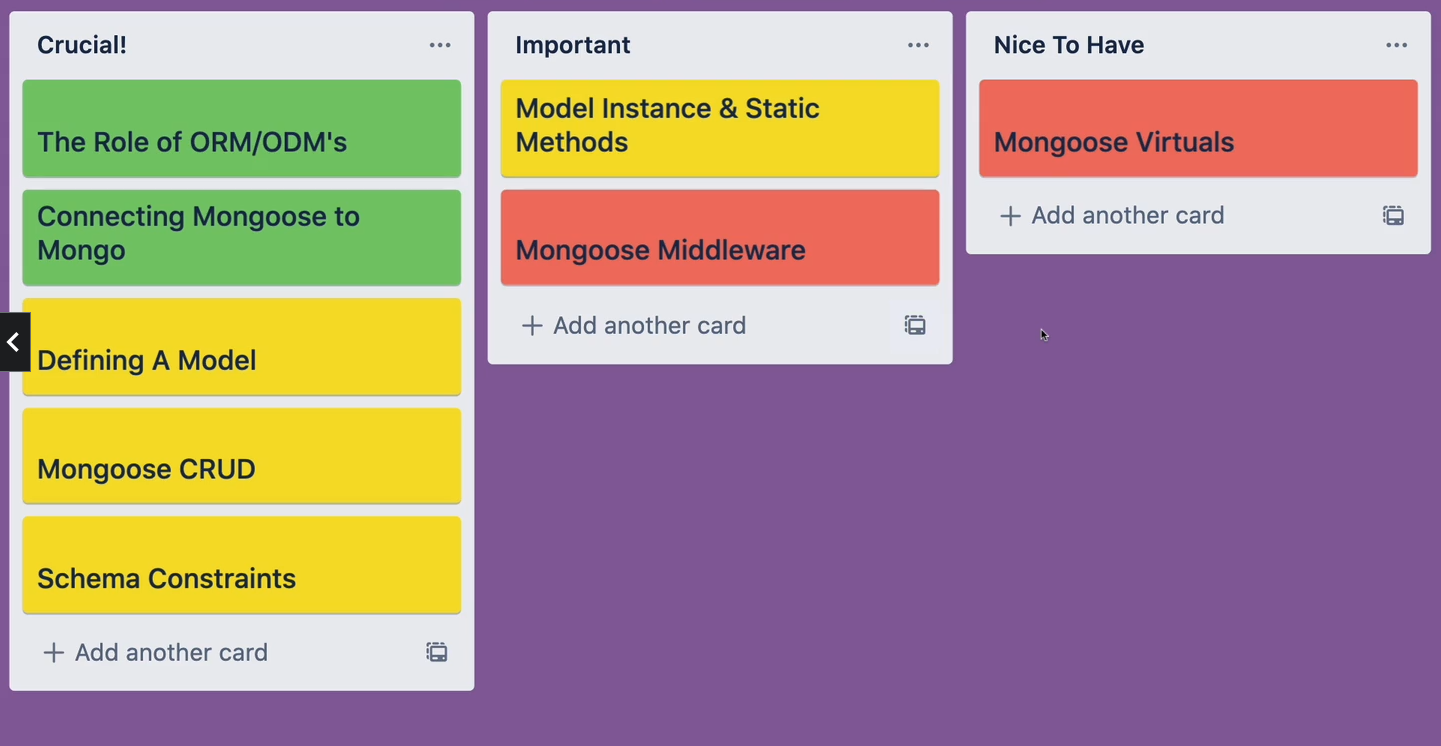 Crucial!
The Role of ORM/ODM's
Connecting Mongoose to
Mongo
Defining A Model
Mongoose CRUD
Schema Constraints
+ Add another card
Important
Model Instance & Static
Methods
Mongoose Middleware
+ Add another card
Nice To Have
Mongoose Virtuals
+ Add another card